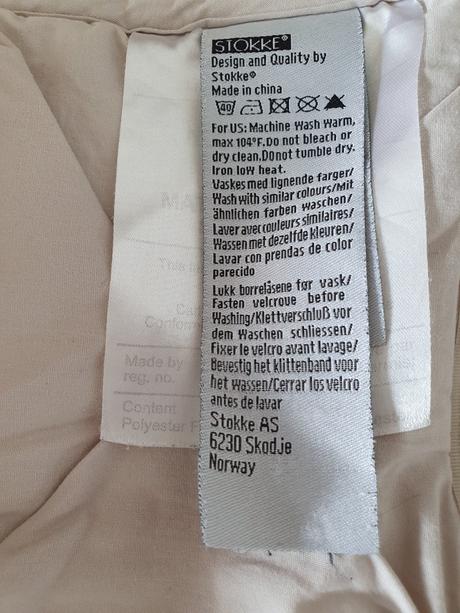 STOKKE®
Design and Quality by
Stokke®
Made in china
40
For US: Machine Wash Warm,
max 104°F.Do not bleach or
dry clean.DOnot tumble dry.
Iron low heat.
Vaskes med lignende farger/
Wash with similar colours/Mit
ähnlichen farben waschen/
Laver avec couleurs similaires/
Wassen met dezelfde kleuren/
Lavar con prendas de color
parecido
Lukk borrelåsene før vask/
Fasten velcroue before
Washing/Klettverschluß vor
dem Waschen schliessen/
Fixer le velcro avant lavage/
Bevestig het klittenband voor
het wassen/Cerrar los velcro
antes de lavar
Stokke AS
6230 Skodje
Norway
Made by
reg. no.
Content
Polyester